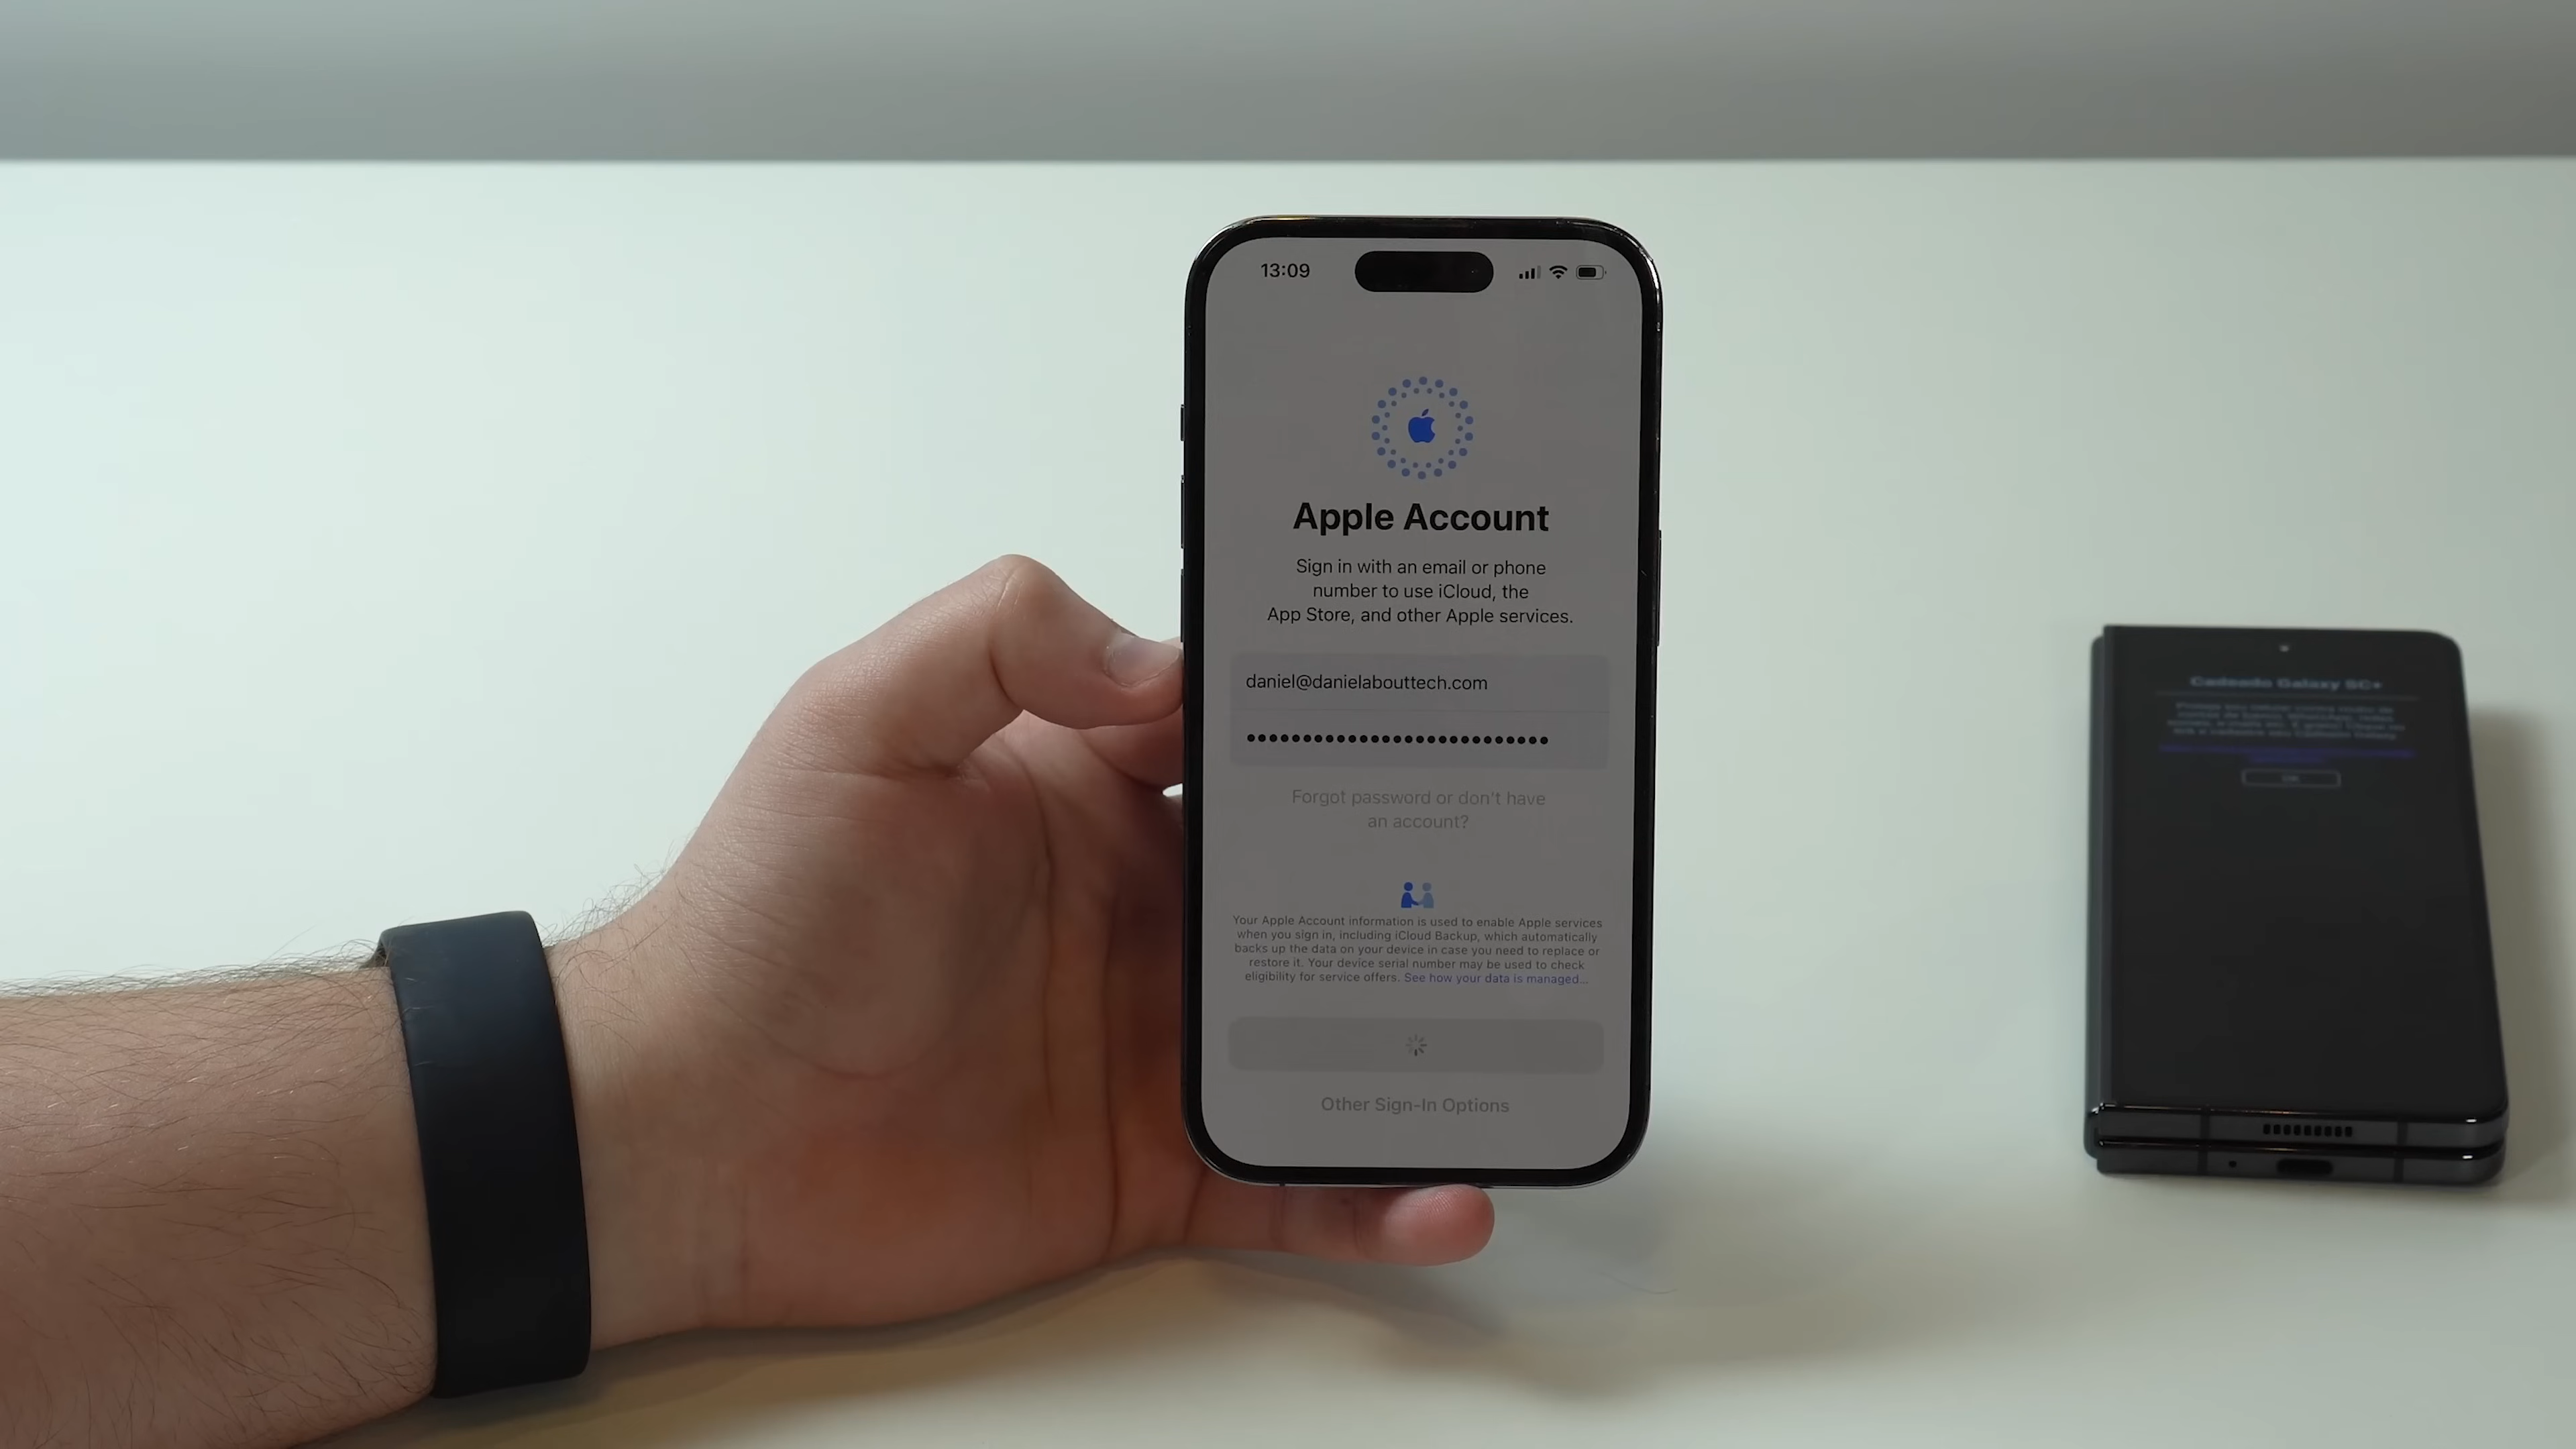 13:09
Apple Account
Sign in with an email or phone
number to use iCloud, the
App Store, and other Apple services.
daniel@danielabouttech.com
Forgot password or don't have
an account?
Your Apple Account information is used to enable Apple services
when you sign in, including iCloud Backup, which automatically
backs up the data on your device in case you need to replace or
restore it. Your device serial number may be used to check
eligibility for service offers. See how your data is managed...
Other Sign-In Options
Galaxy
OK